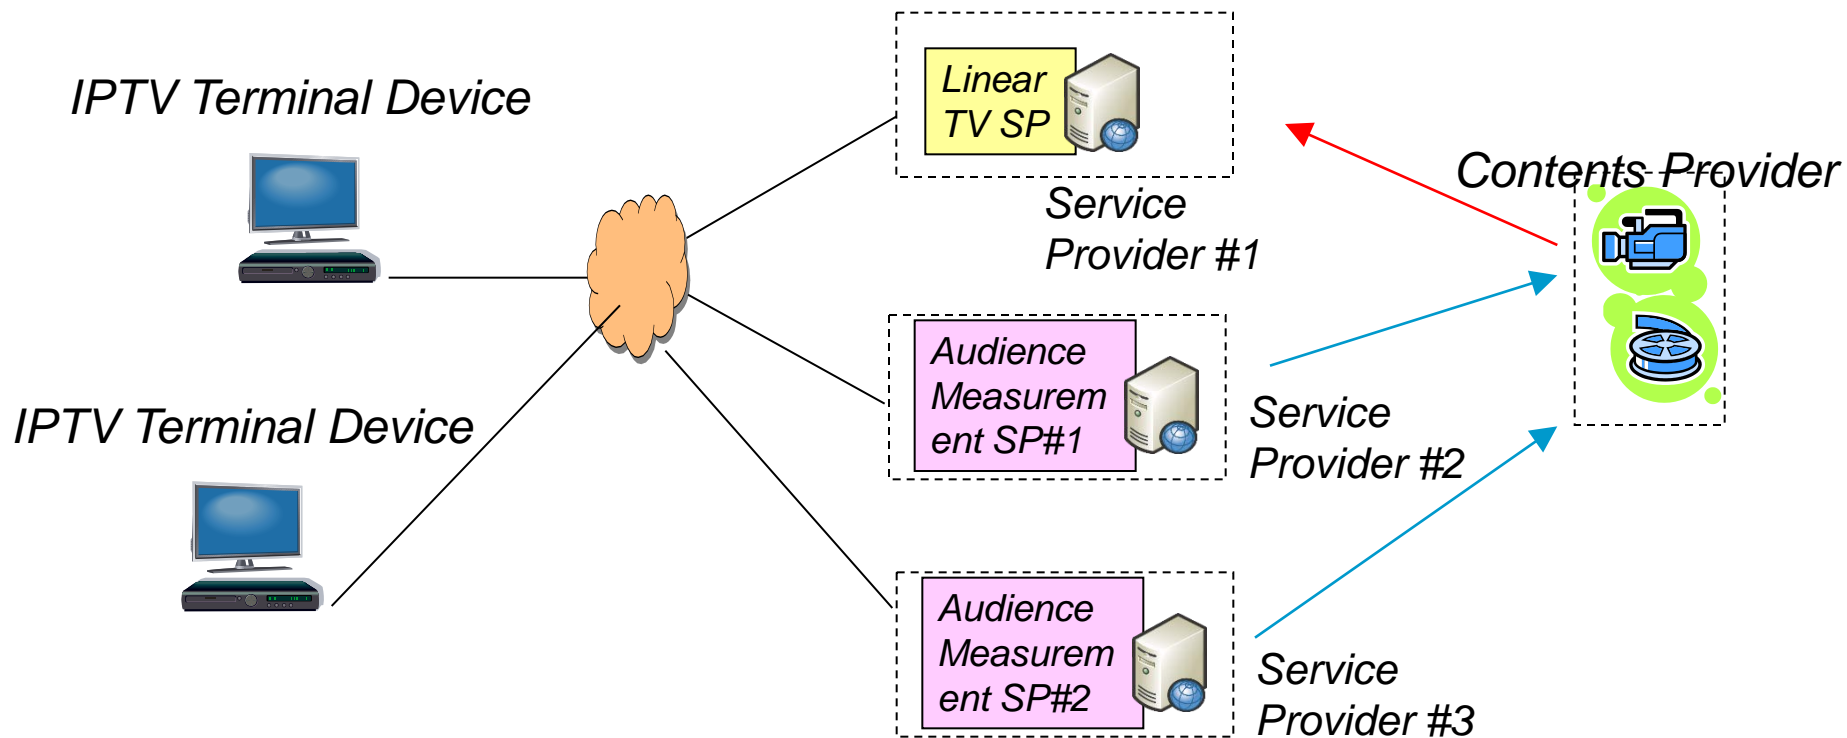 IPTV Terminal Device
Linear
TV SP
Service
Provider #1
Contents Provider
Audience
Measurem
ent SP#1
Service
Provider #2
IPTV Terminal Device
Audience
Measurem
ent SP#2
Service
Provider #3